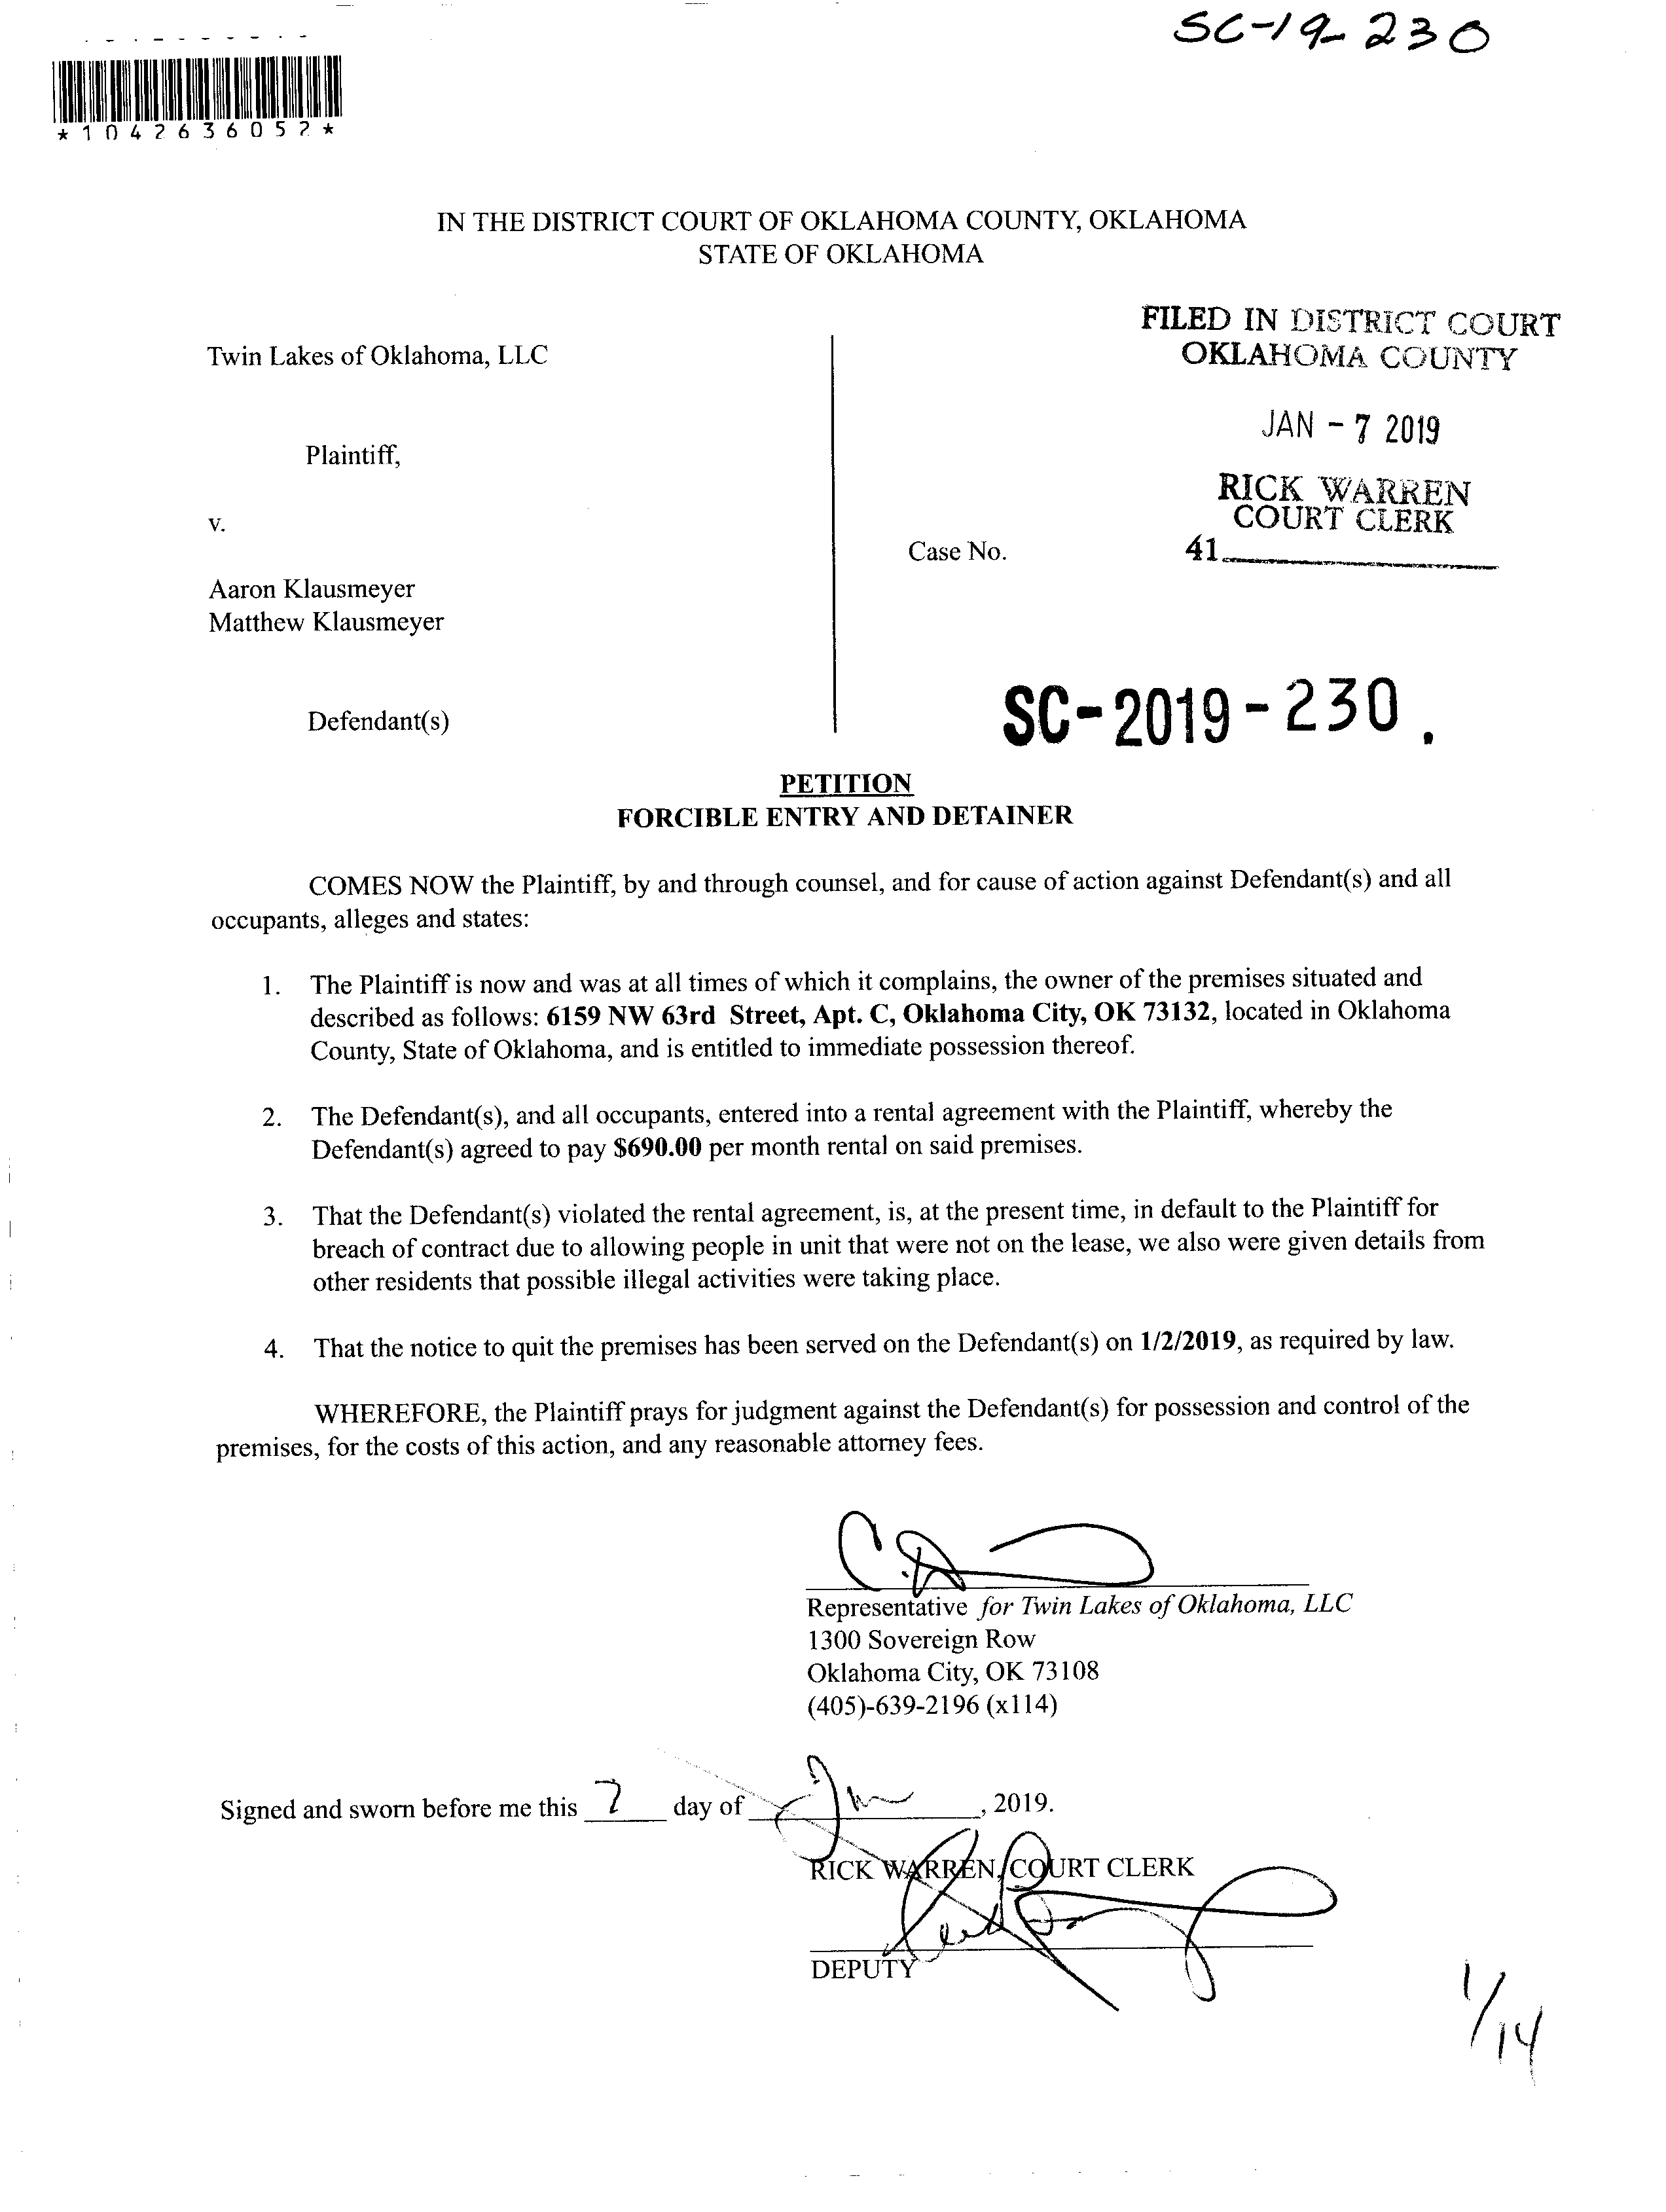 SC-19-230
*1042636052*
IN THE DISTRICT COURT OF OKLAHOMA COUNTY, OKLAHOMA
STATE OF OKLAHOMA
FILED IN DISTRICT COURT
OKLAHOMA COUNTY
JAN - 7 2019
RICK WARREN
COURT CLERK
41
Twin Lakes of Oklahoma, LLC
Plaintiff,
v.
Case No.
Aaron Klausmeyer
Matthew Klausmeyer
Defendant(s)
SC-2019-230.
PETITION
FORCIBLE ENTRY AND DETAINER
COMES NOW the Plaintiff, by and through counsel, and for cause of action against Defendant(s) and all
occupants, alleges and states:
1. The Plaintiff is now and was at all times of which it complains, the owner of the premises situated and
described as follows: 6159 NW 63rd Street, Apt. C, Oklahoma City, OK 73132, located in Oklahoma
County, State of Oklahoma, and is entitled to immediate possession thereof.
2. The Defendant(s), and all occupants, entered into a rental agreement with the Plaintiff, whereby the
Defendant(s) agreed to pay $690.00 per month rental on said premises.
3. That the Defendant(s) violated the rental agreement, is, at the present time, in default to the Plaintiff for
breach of contract due to allowing people in unit that were not on the lease, we also were given details from
other residents that possible illegal activities were taking place.
4. That the notice to quit the premises has been served on the Defendant(s) on 1/2/2019, as required by law.
WHEREFORE, the Plaintiff prays for judgment against the Defendant(s) for possession and control of the
premises, for the costs of this action, and any reasonable attorney fees.
Representative for Twin Lakes of Oklahoma, LLC
1300 Sovereign Row
Oklahoma City, OK 73108
(405)-639-2196 (x114)
Signed and sworn before me this 7 day of Jan, 2019.
RICK WARREN, COURT CLERK
DEPUTY
1/14